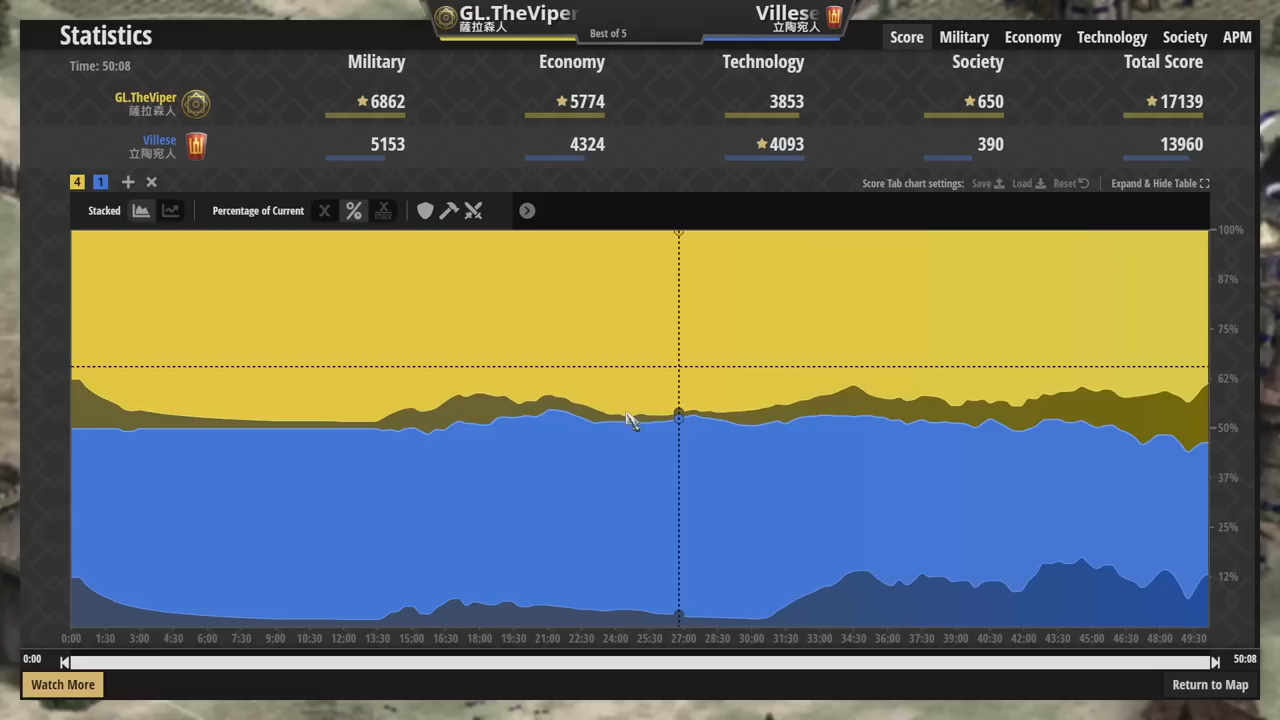 GL.TheViper
薩拉森人
Best of 5
Villese
立陶宛人
Statistics
Score Military Economy Technology Society APM
Time: 50:08
Military Economy Technology Society Total Score
GL.TheViper
薩拉森人
6862 5774 3853 650 17139
Villese
立陶宛人
5153 4324 4093 390 13960
4 1
Score Tab chart settings: Save Load Reset Expand & Hide Table
Stacked Percentage of Current X % X max
100%
87%
75%
62%
50%
37%
25%
12%
0:00 1:30 3:00 4:30 6:00 7:30 9:00 10:30 12:00 13:30 15:00 16:30 18:00 19:30 21:00 22:30 24:00 25:30 27:00 28:30 30:00 31:30 33:00 34:30 36:00 37:30 39:00 40:30 42:00 43:30 45:00 46:30 48:00 49:30
0:00 50:08
Watch More Return to Map